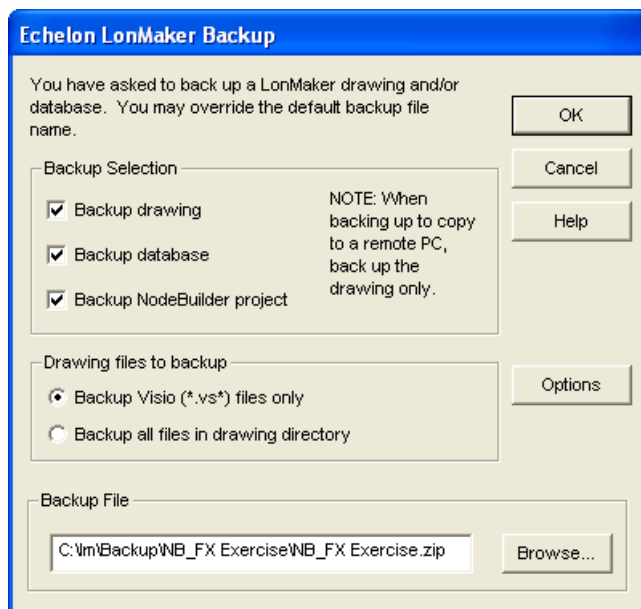 Echelon LonMaker Backup
You have asked to back up a LonMaker drawing and/or
database. You may override the default backup file
name.
OK
Cancel
Help
Backup Selection
Backup drawing
Backup database
Backup NodeBuilder project
NOTE: When
backing up to copy
to a remote PC,
back up the
drawing only.
Drawing files to backup
Backup Visio (*.vs*) files only
Backup all files in drawing directory
Options
Backup File
C:\lm\Backup\NB_FX Exercise\NB_FX Exercise.zip
Browse...